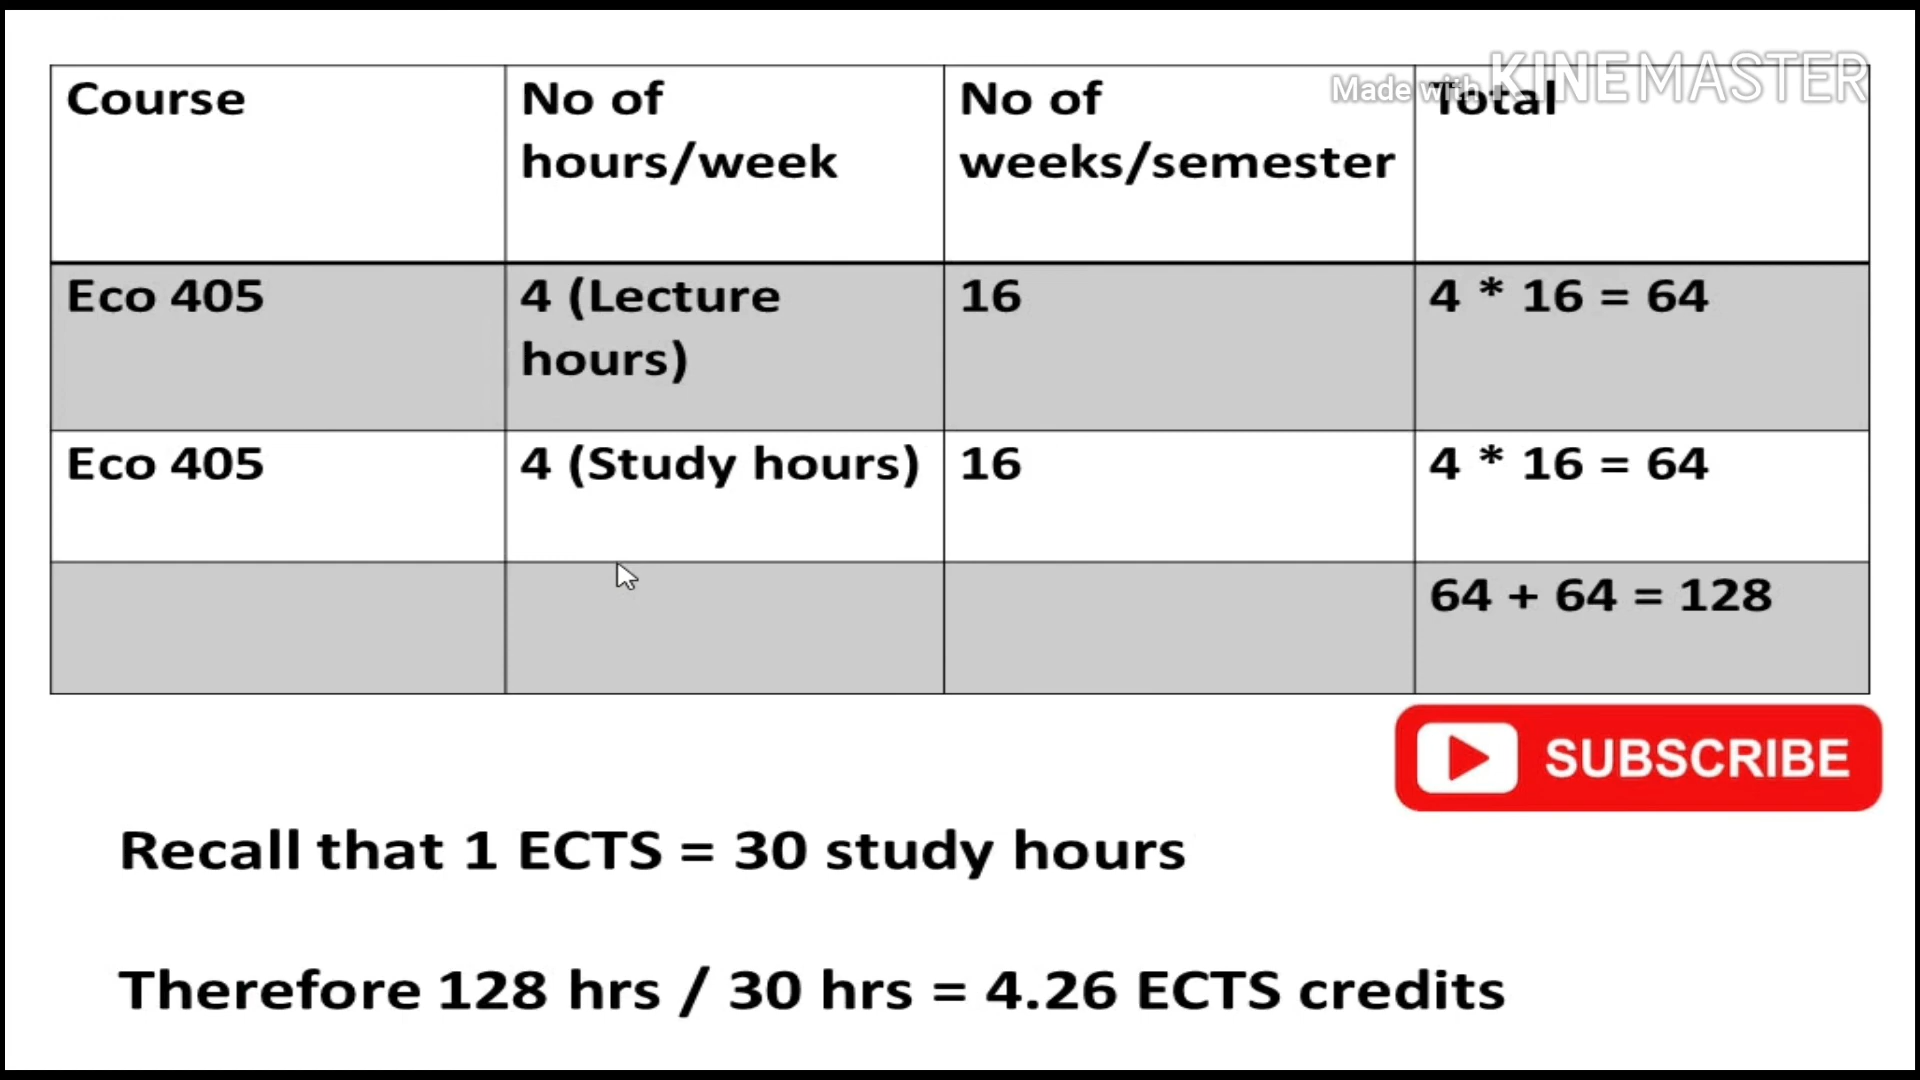 Made with KINEMASTER
Course
No of
hours/week
No of
weeks/semester
Total
Eco 405
4 (Lecture
hours)
16
4 * 16 = 64
Eco 405
4 (Study hours)
16
4 * 16 = 64
64 + 64 = 128
SUBSCRIBE
Recall that 1 ECTS = 30 study hours
Therefore 128 hrs / 30 hrs = 4.26 ECTS credits